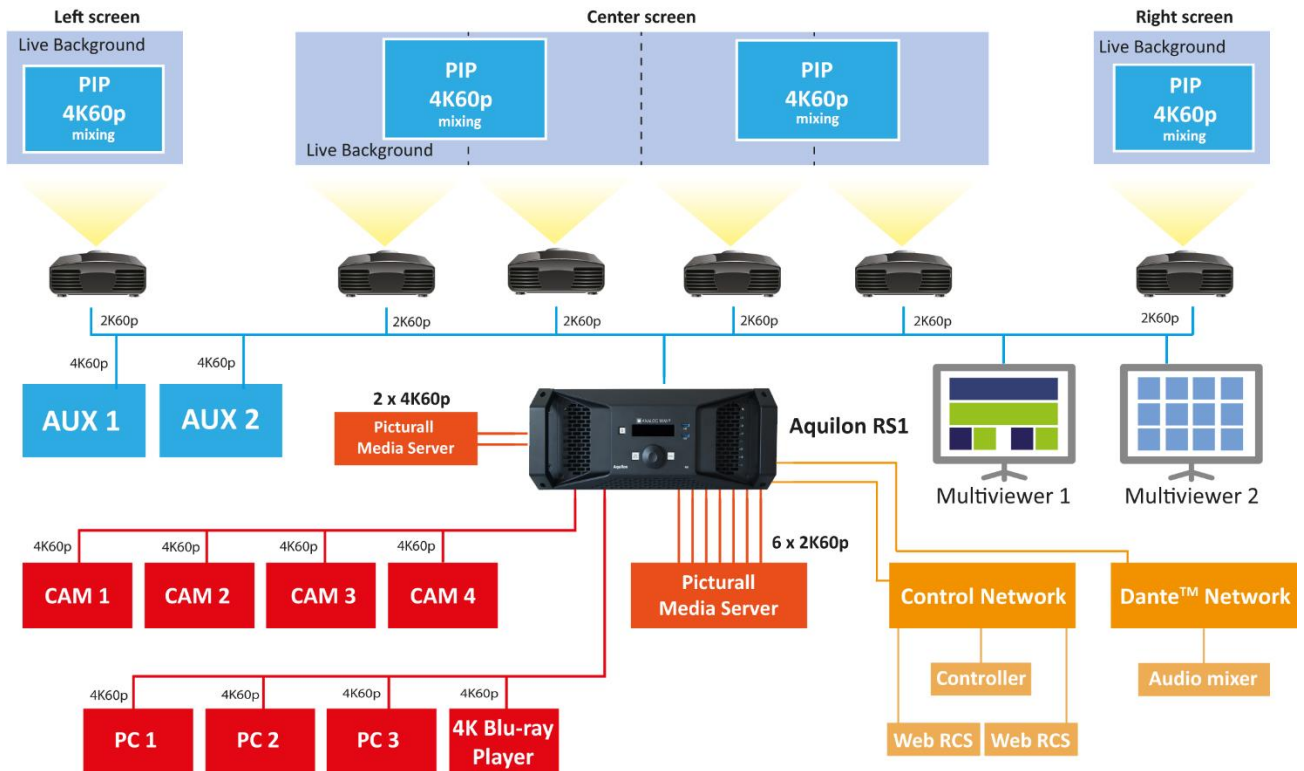 Left screen
Center screen
Right screen
Live Background
PIP
4K60p
mixing
PIP
4K60p
mixing
Live Background
PIP
4K60p
mixing
Live Background
PIP
4K60p
mixing
2K60p
2K60p
2K60p
2K60p
2K60p
2K60p
4K60p
4K60p
AUX 1
AUX 2
2 x 4K60p
Picturall
Media Server
ANALOG WAY
Aquilon RS1
Multiviewer 1
Multiviewer 2
4K60p
4K60p
4K60p
4K60p
CAM 1
CAM 2
CAM 3
CAM 4
6 x 2K60p
Picturall
Media Server
Control Network
Dante™ Network
Controller
Audio mixer
Web RCS
Web RCS
4K60p
4K60p
4K60p
4K60p
PC 1
PC 2
PC 3
4K Blu-ray
Player